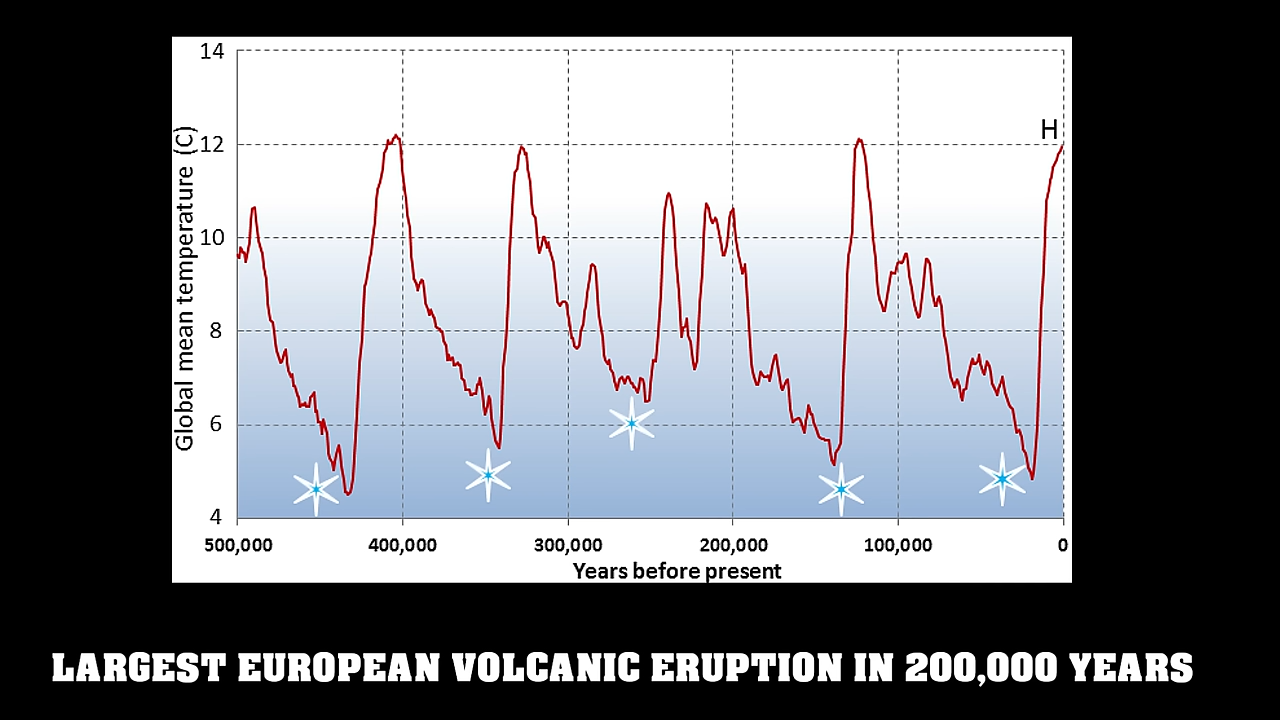 14
H
12
10
8
6
4
Global mean temperature (C)
500,000 400,000 300,000 200,000 100,000 0
Years before present
LARGEST EUROPEAN VOLCANIC ERUPTION IN 200,000 YEARS